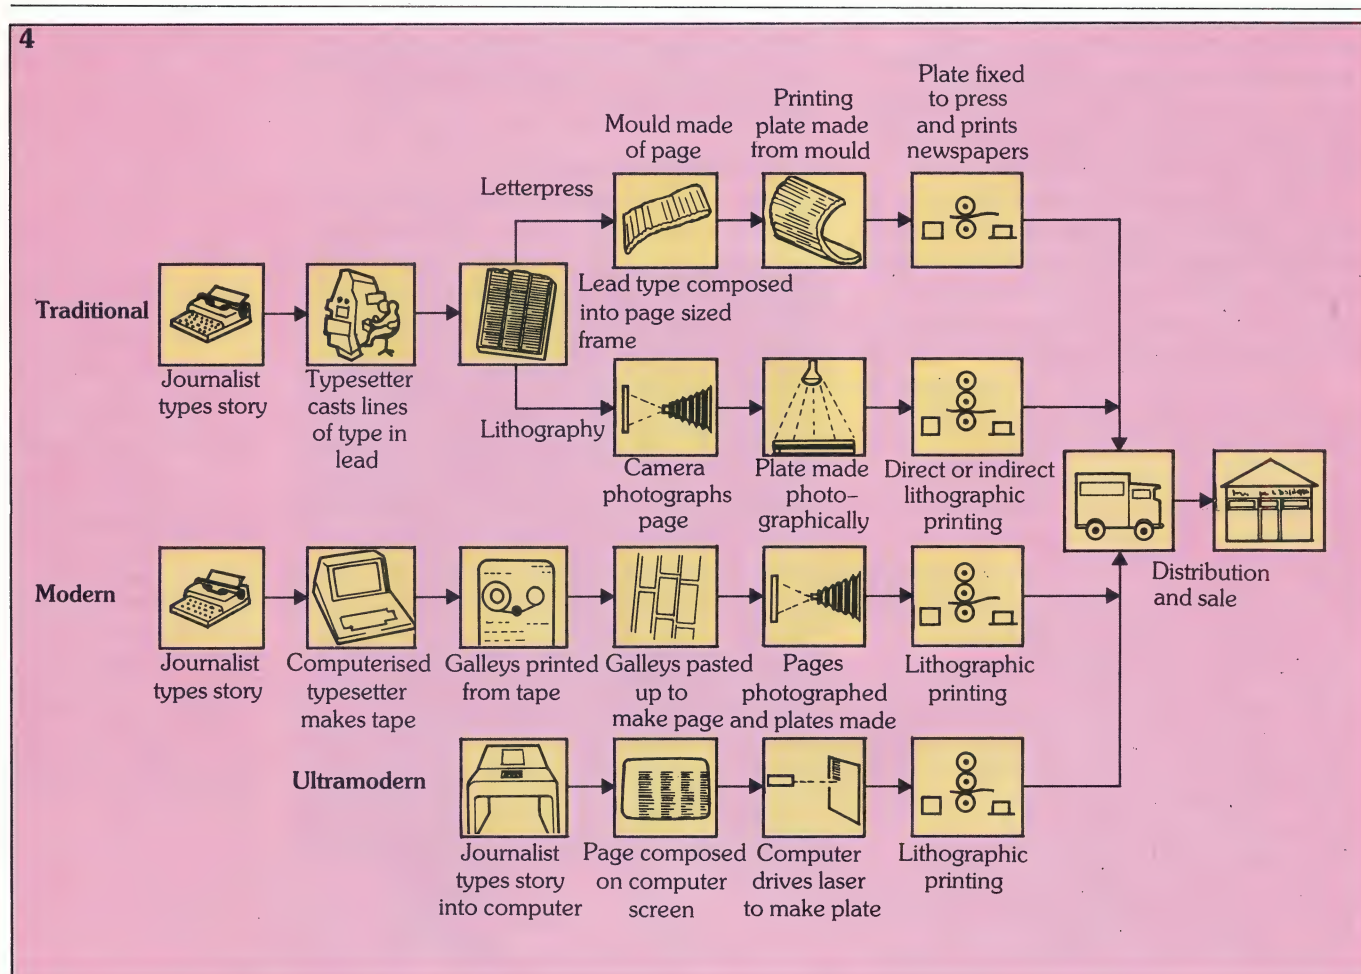 4
Mould made
of page
Printing
plate made
from mould
Plate fixed
to press
and prints
newspapers
Letterpress
Traditional
Journalist
types story
Typesetter
casts lines
of type in
lead
Lead type composed
into page sized
frame
Lithography
Camera
photographs
page
Plate made
photo-
graphically
Direct or indirect
lithographic
printing
Distribution
and sale
Modern
Journalist
types story
Computerised
typesetter
makes tape
Galleys printed
from tape
Galleys pasted
up to
make page
Pages
photographed
and plates made
Lithographic
printing
Ultramodern
Journalist
types story
into computer
Page composed
on computer
screen
Computer
drives laser
to make plate
Lithographic
printing